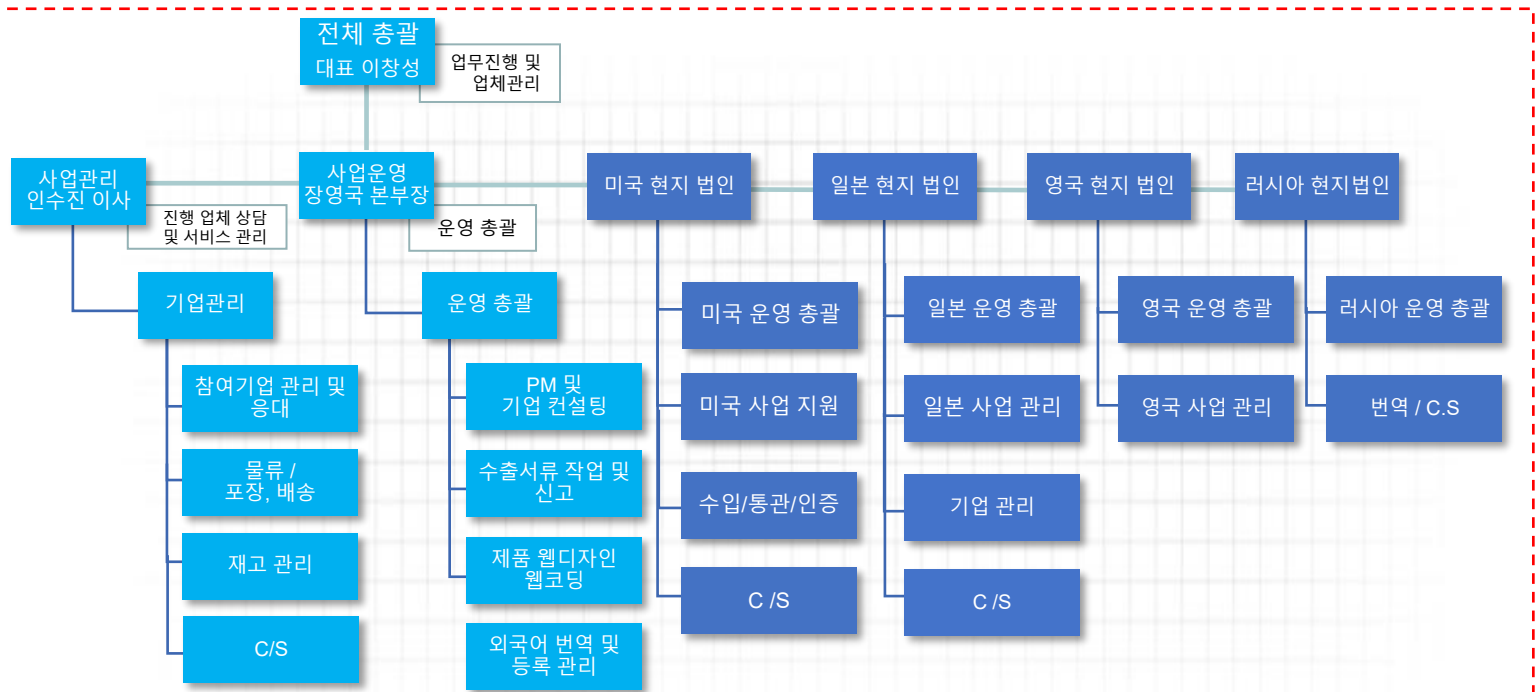 전체 총괄
대표 이창성
업무진행 및
업체관리
사업관리
인수진 이사
진행 업체 상담
및 서비스 관리
사업운영
장영국 본부장
운영 총괄
미국 현지 법인
일본 현지 법인
영국 현지 법인
러시아 현지법인
기업관리
참여기업 관리 및
응대
물류 /
포장, 배송
재고 관리
C/S
운영 총괄
PM 및
기업 컨설팅
수출서류 작업 및
신고
제품 웹디자인
웹코딩
외국어 번역 및
등록 관리
미국 운영 총괄
미국 사업 지원
수입/통관/인증
C /S
일본 운영 총괄
일본 사업 관리
기업 관리
C /S
영국 운영 총괄
영국 사업 관리
러시아 운영 총괄
번역 / C.S